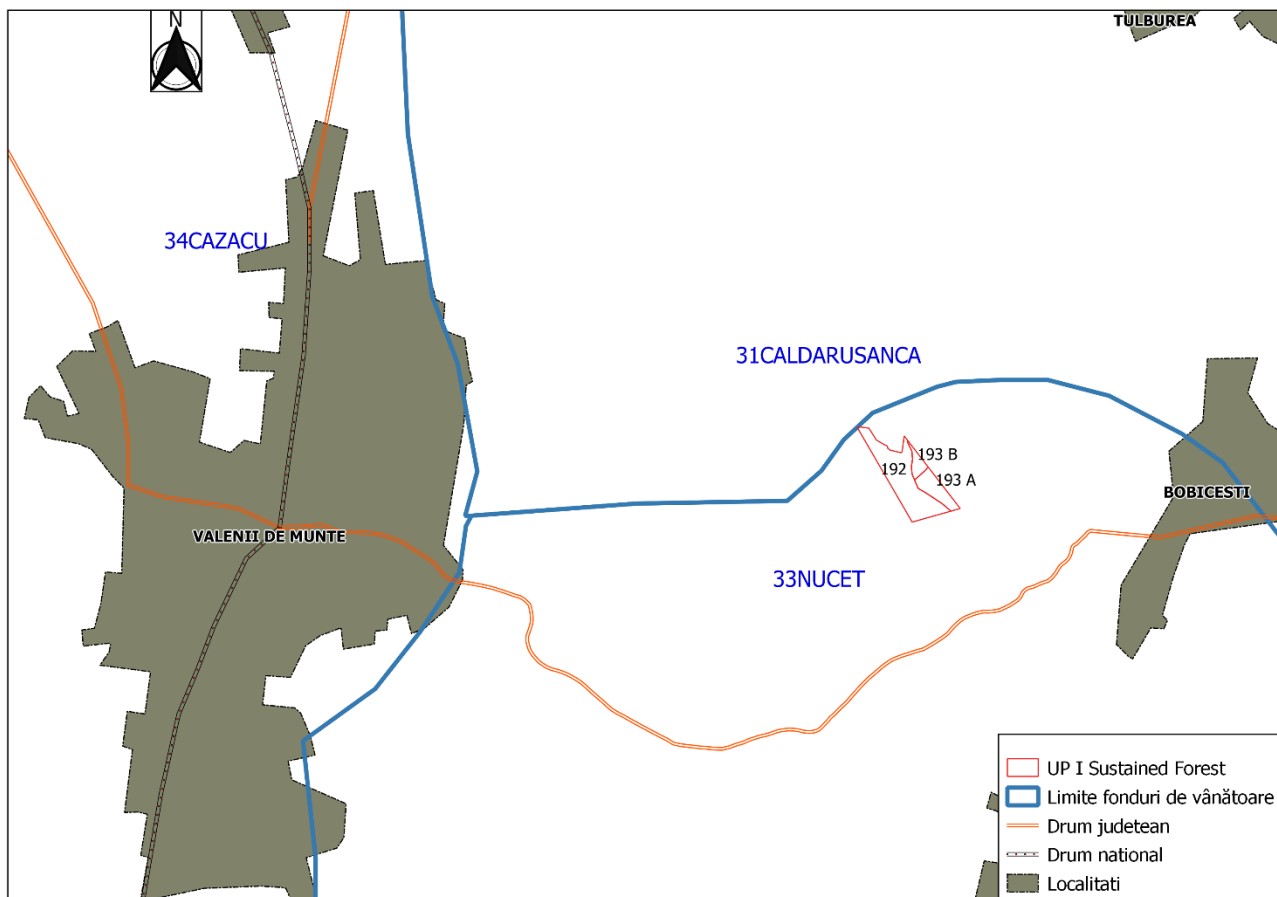 N
TULBUREA
34CAZACU
31CALDARUSANCA
193 B
192
193 A
BOBICESTI
VALENII DE MUNTE
33NUCET
UP I Sustained Forest
Limite fonduri de vânătoare
Drum judetean
Drum national
Localitati